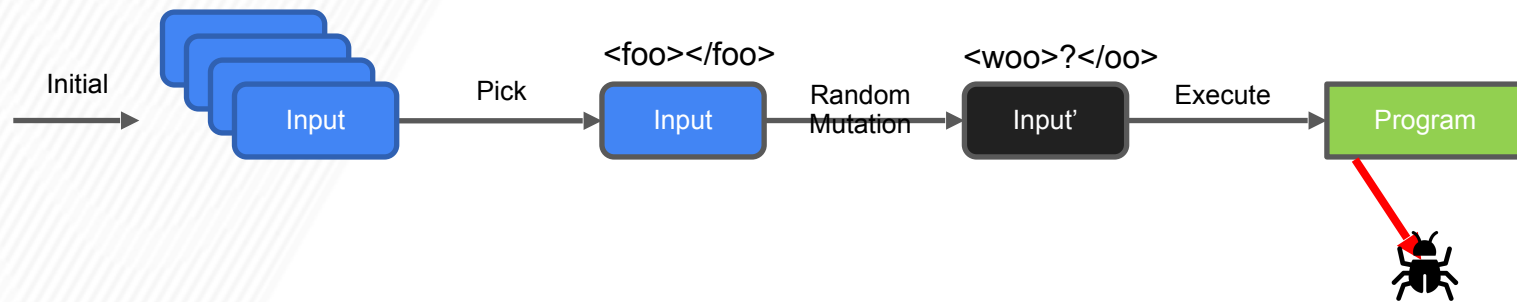 Initial
Input
Pick
<foo></foo>
Input
Random
Mutation
<woo>?</oo>
Input’
Execute
Program